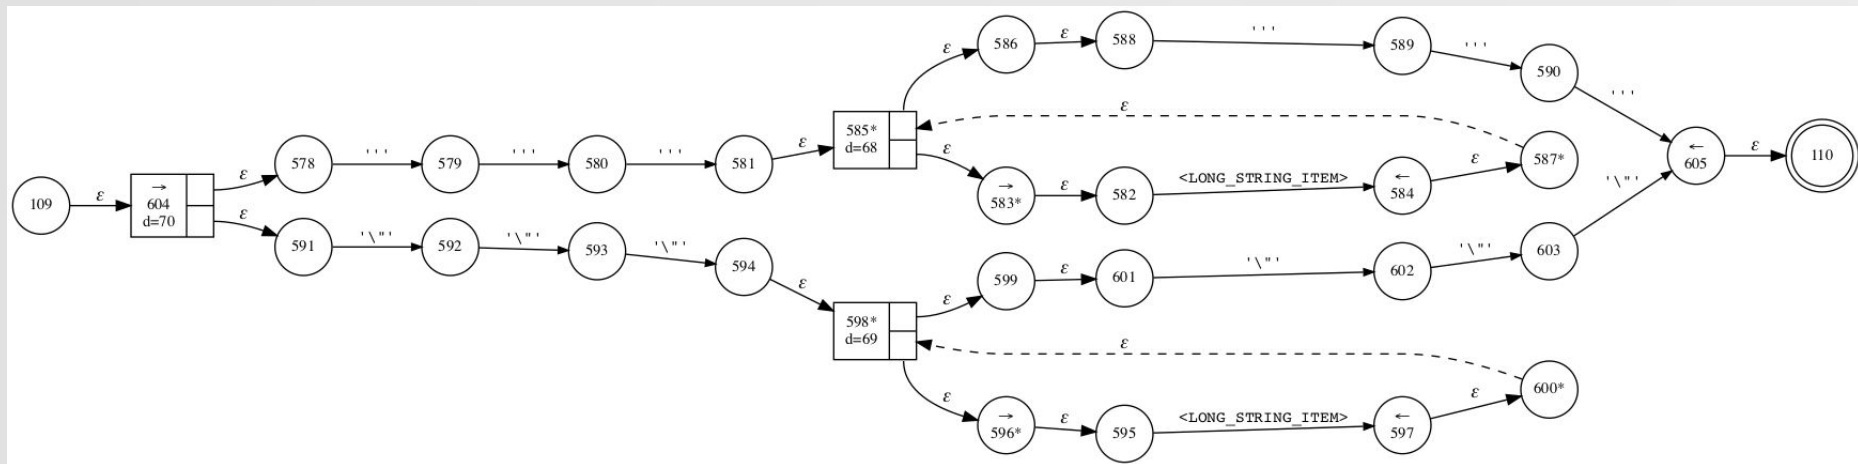 109
ε
→
604
d=70
ε
578
'''
579
'''
580
'''
581
ε
585*
d=68
ε
586
ε
588
'''
589
'''
590
'''
ε
ε
→
583*
ε
582
<LONG_STRING_ITEM>
←
584
ε
587*
←
605
ε
110
ε
591
'\"'
592
'\"'
593
'\"'
594
ε
598*
d=69
ε
599
ε
601
'\"'
602
'\"'
603
'\"'
ε
ε
→
596*
ε
595
<LONG_STRING_ITEM>
←
597
ε
600*